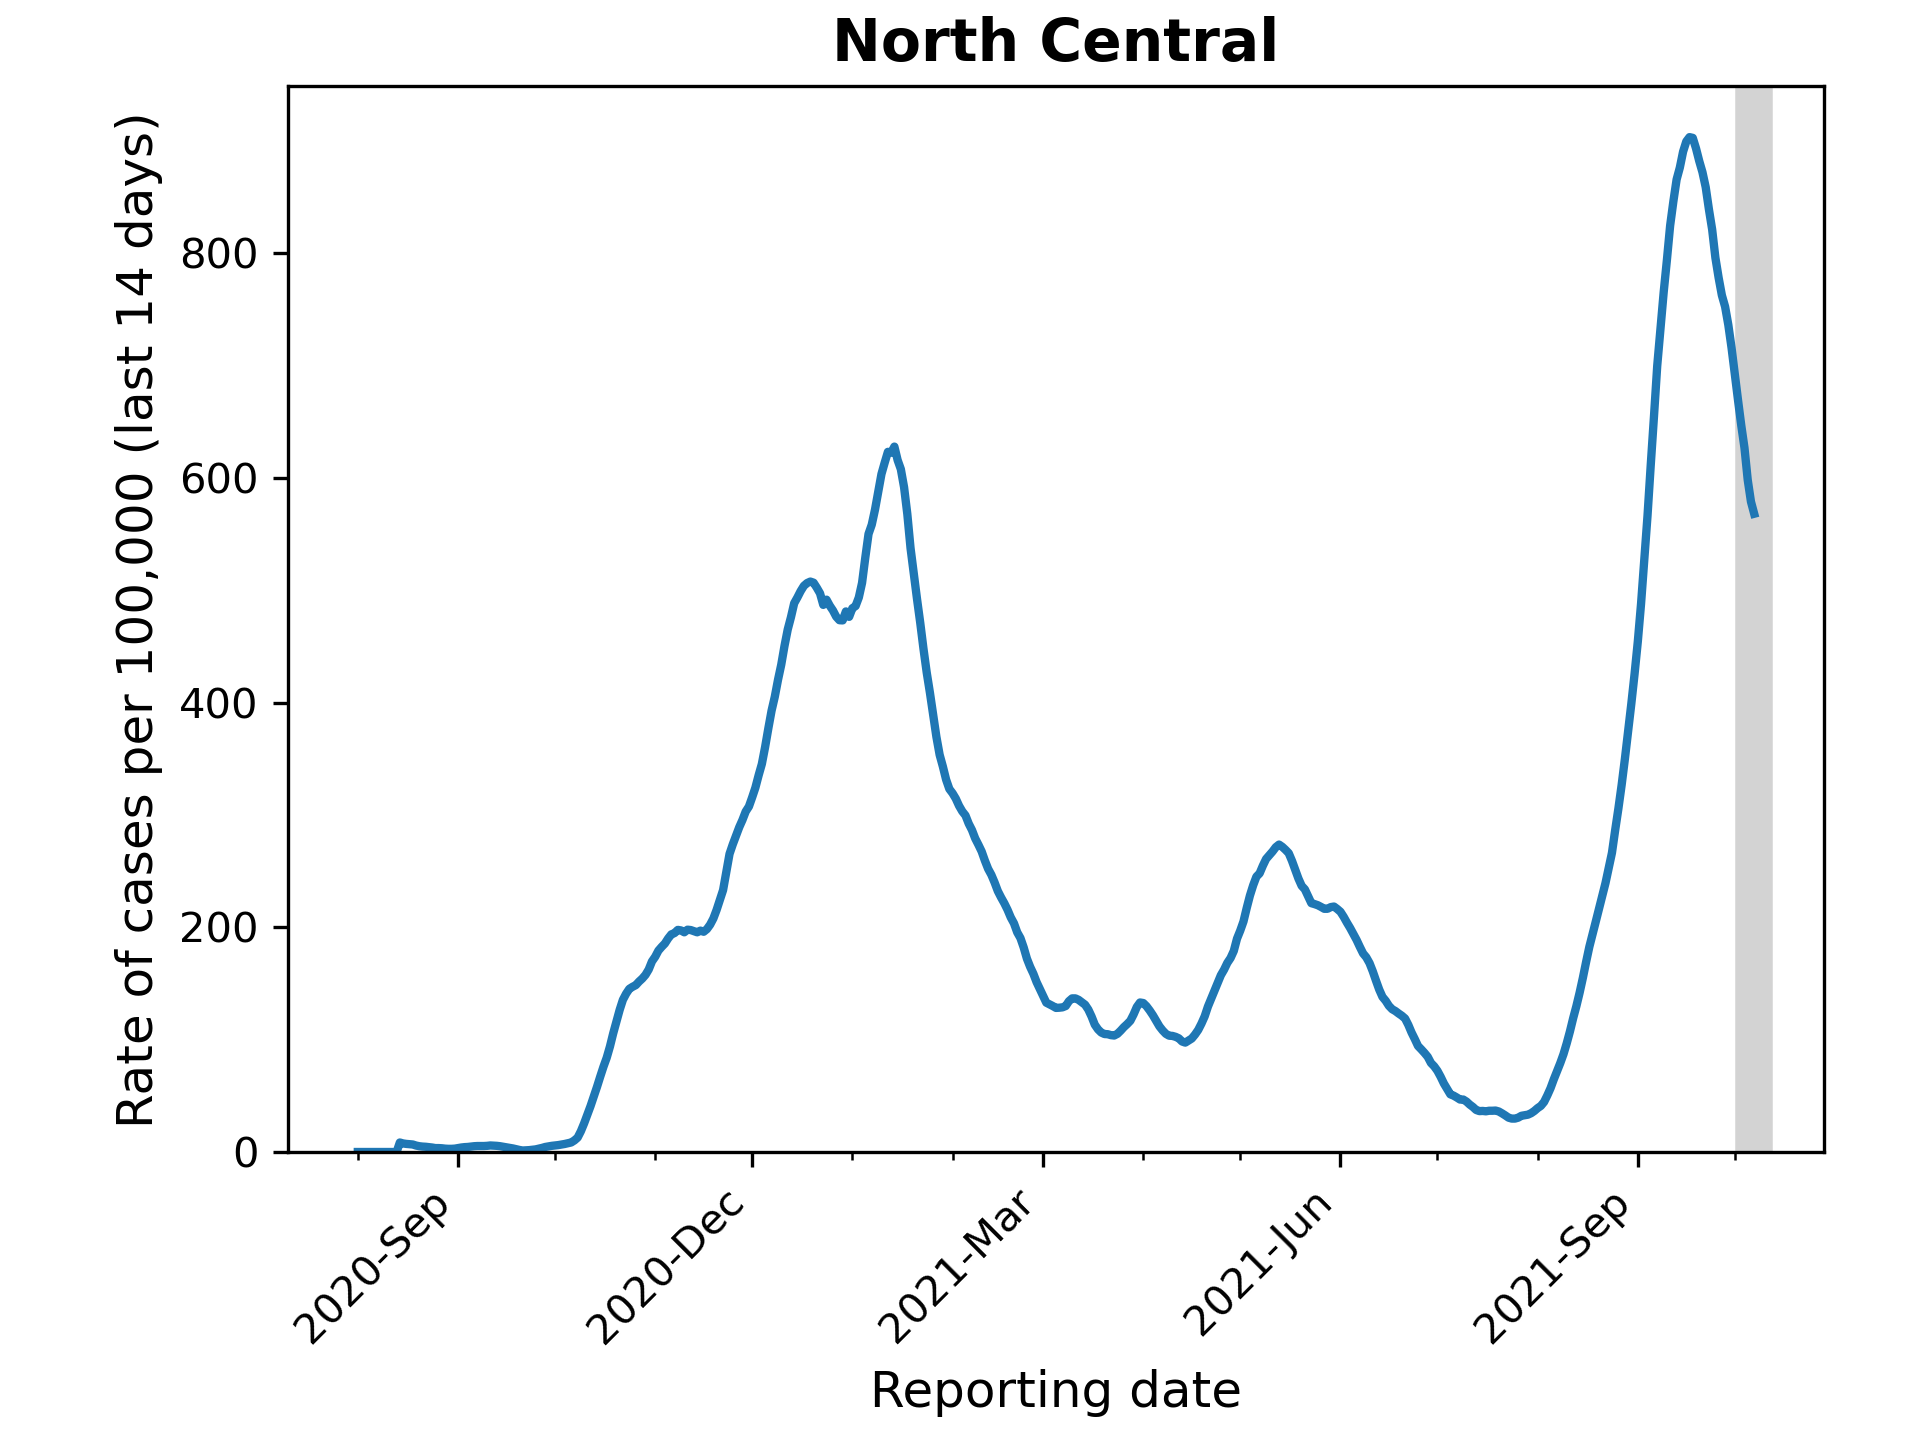 North Central
Rate of cases per 100,000 (last 14 days)
800
600
400
200
0
2020-Sep
2020-Dec
2021-Mar
2021-Jun
2021-Sep
Reporting date